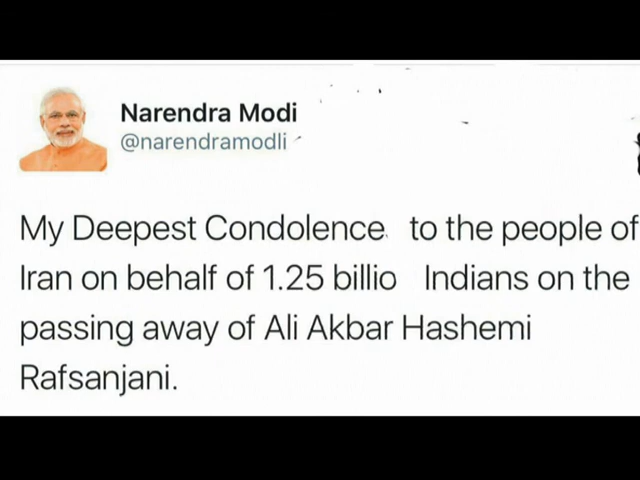 Narendra Modi
@narendramodli
My Deepest Condolence to the people of
Iran on behalf of 1.25 billio Indians on the
passing away of Ali Akbar Hashemi
Rafsanjani.